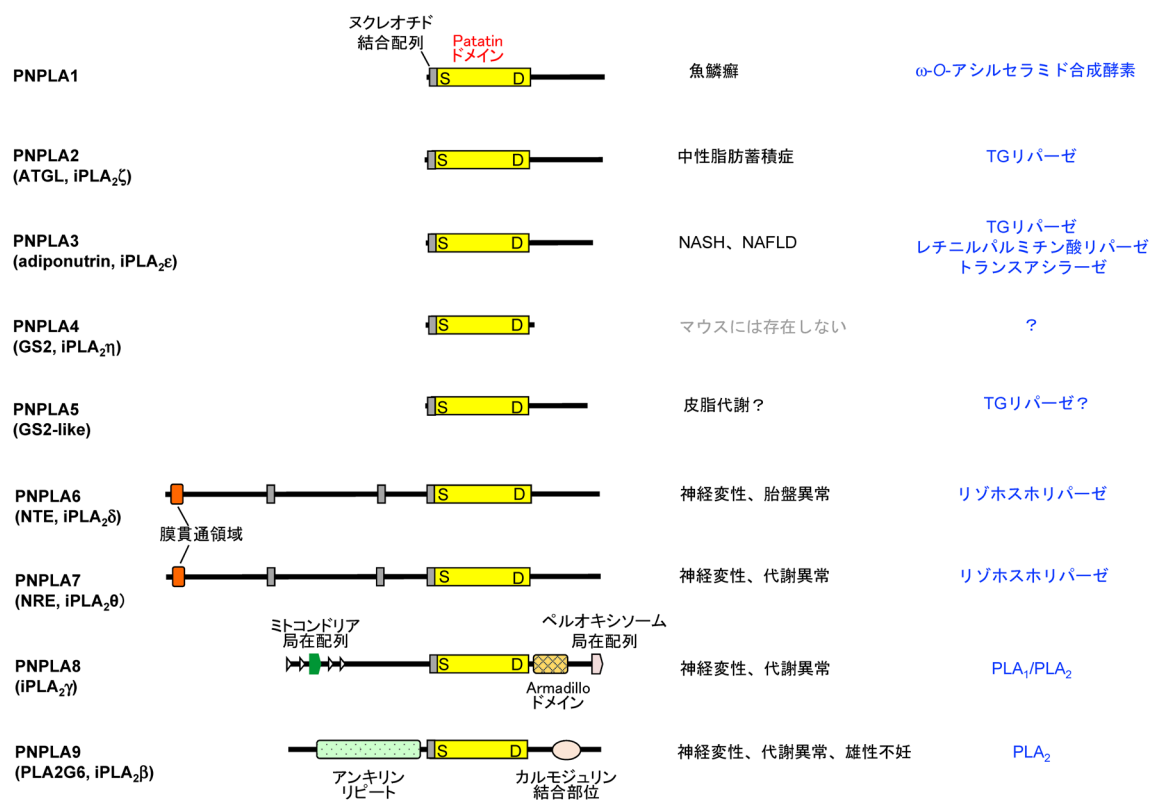 ヌクレオチド
結合配列
Patatin
ドメイン
PNPLA1
S D
魚鱗癬
ω-O-アシルセラミド合成酵素
PNPLA2
(ATGL, iPLA₂ζ)
S D
中性脂肪蓄積症
TGリパーゼ
PNPLA3
(adiponutrin, iPLA₂ε)
S D
NASH、NAFLD
TGリパーゼ
レチニルパルミチン酸リパーゼ
トランスアシラーゼ
PNPLA4
(GS2, iPLA₂η)
S D
マウスには存在しない
？
PNPLA5
(GS2-like)
S D
皮脂代謝？
TGリパーゼ？
PNPLA6
(NTE, iPLA₂δ)
S D
神経変性、胎盤異常
リゾホスホリパーゼ
膜貫通領域
PNPLA7
(NRE, iPLA₂θ)
S D
神経変性、代謝異常
リゾホスホリパーゼ
ミトコンドリア
局在配列
ペルオキシソーム
局在配列
PNPLA8
(iPLA₂γ)
S D
Armadillo
ドメイン
神経変性、代謝異常
PLA₁/PLA₂
PNPLA9
(PLA2G6, iPLA₂β)
S D
アンキリン
リピート
カルモジュリン
結合部位
神経変性、代謝異常、雄性不妊
PLA₂